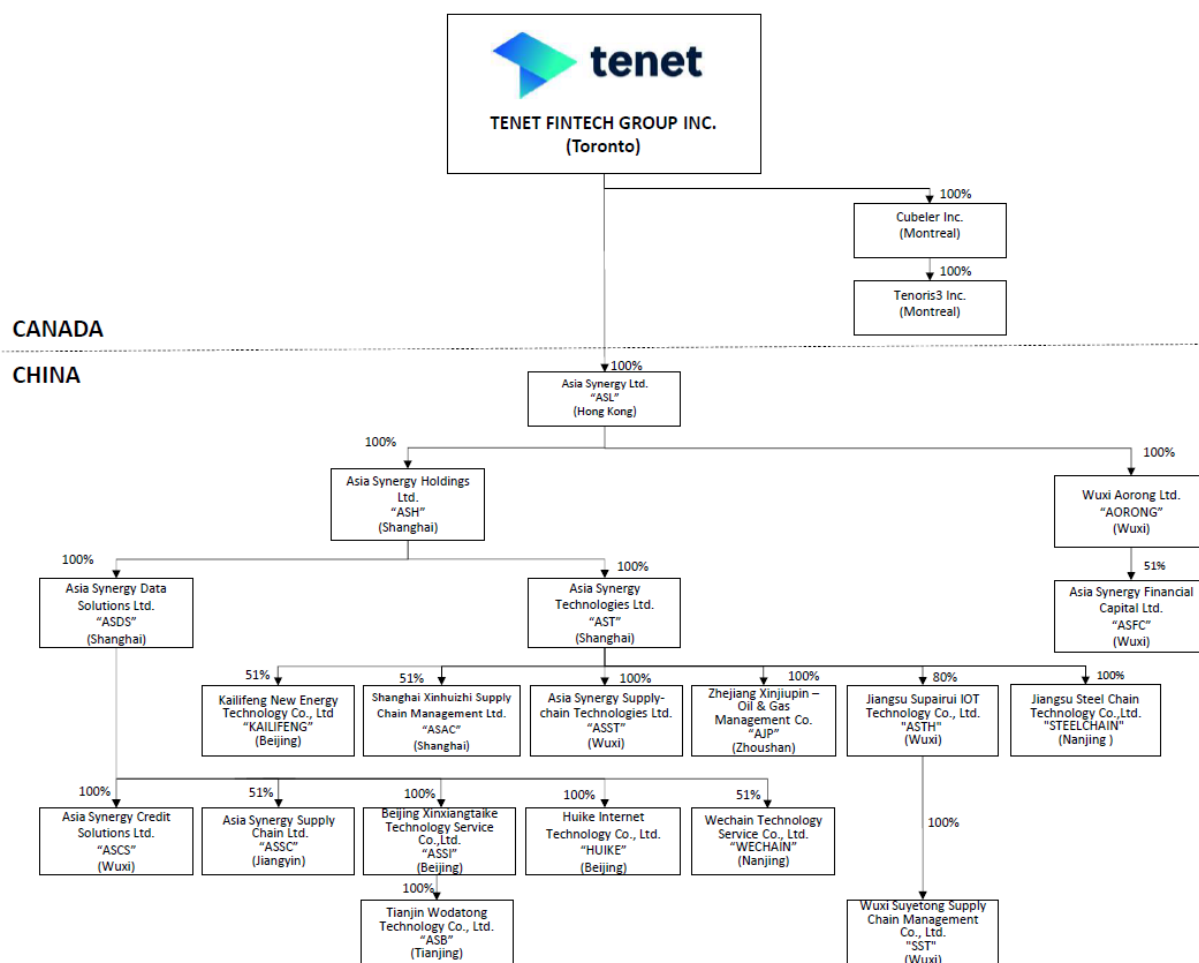 tenet
TENET FINTECH GROUP INC.
(Toronto)
100%
Cubeler Inc.
(Montreal)
100%
Tenoris3 Inc.
(Montreal)
CANADA
CHINA
100%
Asia Synergy Ltd.
“ASL”
(Hong Kong)
100%
100%
Asia Synergy Holdings
Ltd.
“ASH”
(Shanghai)
Wuxi Aorong Ltd.
“AORONG”
(Wuxi)
100%
100%
51%
Asia Synergy Data
Solutions Ltd.
“ASDS”
(Shanghai)
Asia Synergy
Technologies Ltd.
“AST”
(Shanghai)
Asia Synergy Financial
Capital Ltd.
“ASFC”
(Wuxi)
51%
51%
100%
100%
80%
100%
Kailifeng New Energy
Technology Co., Ltd
“KAILIFENG”
(Beijing)
Shanghai Xinhuizhi Supply
Chain Management Ltd.
“ASAC”
(Shanghai)
Asia Synergy Supply-
chain Technologies Ltd.
“ASST”
(Wuxi)
Zhejiang Xinjiupin –
Oil & Gas
Management Co.
“AJP”
(Zhoushan)
Jiangsu Supairui IOT
Technology Co., Ltd.
"ASTH"
(Wuxi)
Jiangsu Steel Chain
Technology Co.,Ltd.
"STEELCHAIN"
(Nanjing )
100%
51%
100%
100%
51%
100%
Asia Synergy Credit
Solutions Ltd.
“ASCS”
(Wuxi)
Asia Synergy Supply
Chain Ltd.
“ASSC”
(Jiangyin)
Beijing Xinxiangtaike
Technology Service
Co.,Ltd.
“ASSI”
(Beijing)
Huike Internet
Technology Co., Ltd.
“HUIKE”
(Beijing)
Wechain Technology
Service Co., Ltd.
“WECHAIN”
(Nanjing)
100%
Tianjin Wodatong
Technology Co., Ltd.
“ASB”
(Tianjing)
Wuxi Suyetong Supply
Chain Management
Co., Ltd.
"SST"
(Wuxi)